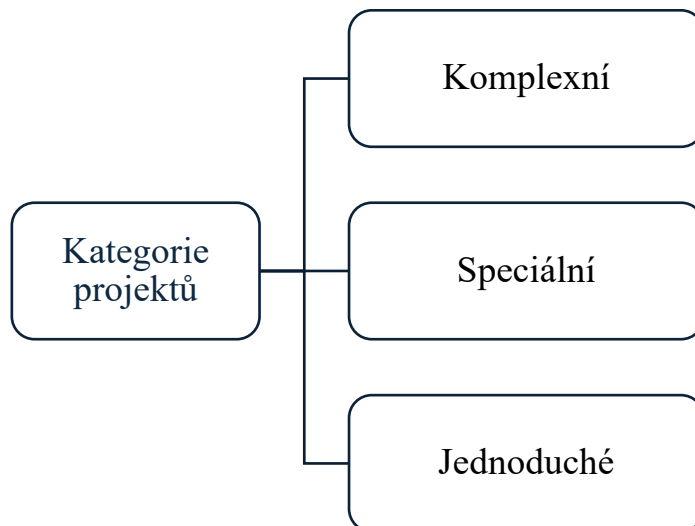 Komplexní
Kategorie
projektů
Speciální
Jednoduché